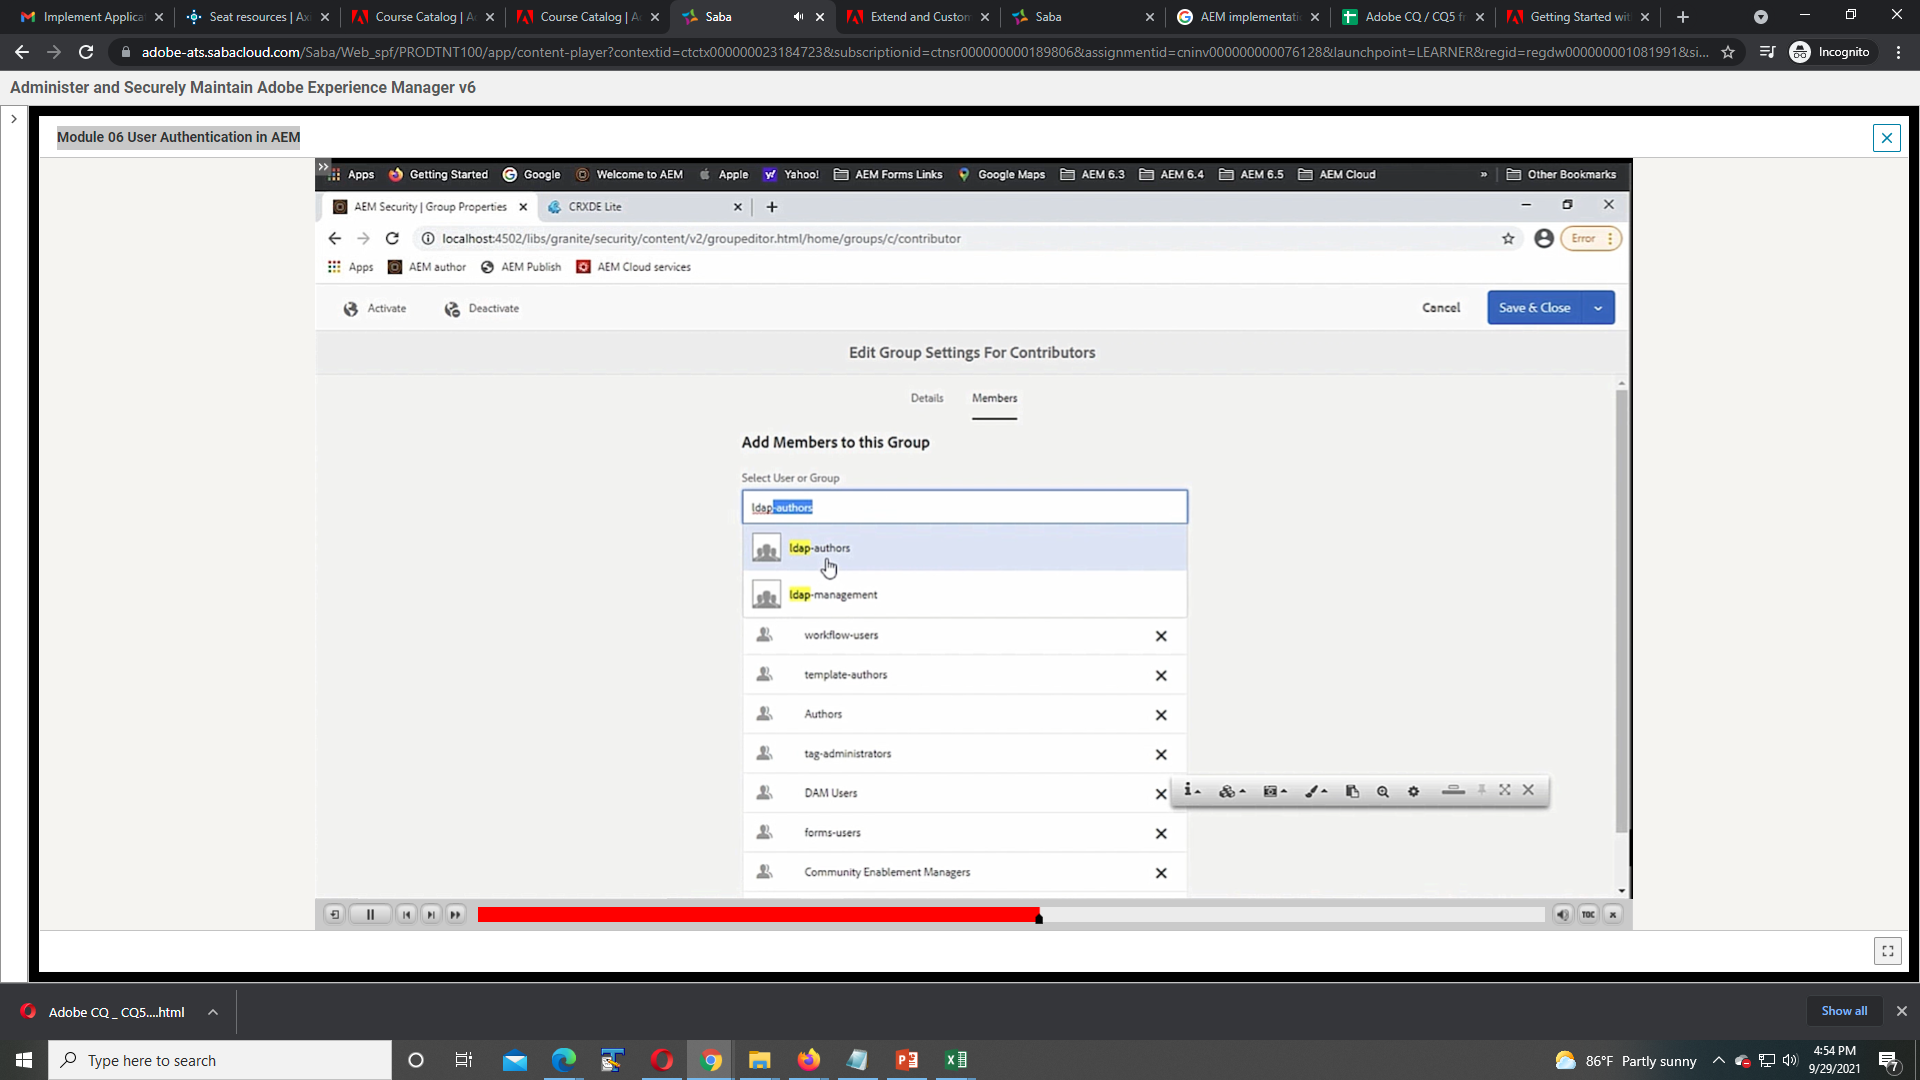 Implement Applica
Seat resources | Ax
Course Catalog | A
Course Catalog | A
Saba
Extend and Custom
Saba
AEM implementati
Adobe CQ / CQ5 f
Getting Started wit
adobe-ats.sabacloud.com/Saba/Web_spf/PRODTNT100/app/content-player?contextid=ctctx000000023184723&subscriptionid=ctnsr0000000001898068&assignmentid=cninv000000000076128&launchpoint=LEARNER&regid=regdw000000001081991&si...
Incognito
Administer and Securely Maintain Adobe Experience Manager v6
Module 06 User Authentication in AEM
Apps
Getting Started
Google
Welcome to AEM
Apple
Yahoo!
AEM Forms Links
Google Maps
AEM 6.3
AEM 6.4
AEM 6.5
AEM Cloud
Other Bookmarks
AEM Security | Group Properties
CRXDE Lite
localhost:4502/libs/granite/security/content/v2/groupeditor.html/home/groups/c/contributor
Error
Apps
AEM author
AEM Publish
AEM Cloud services
Activate
Deactivate
Cancel
Save & Close
Edit Group Settings For Contributors
Details
Members
Add Members to this Group
Select User or Group
ldap-authors
ldap-authors
ldap-management
workflow-users
template-authors
Authors
tag-administrators
DAM Users
forms-users
Community Enablement Managers
TOC
Adobe CQ _ CQ5....html
Show all
Type here to search
86°F Partly sunny
4:54 PM
9/29/2021
7